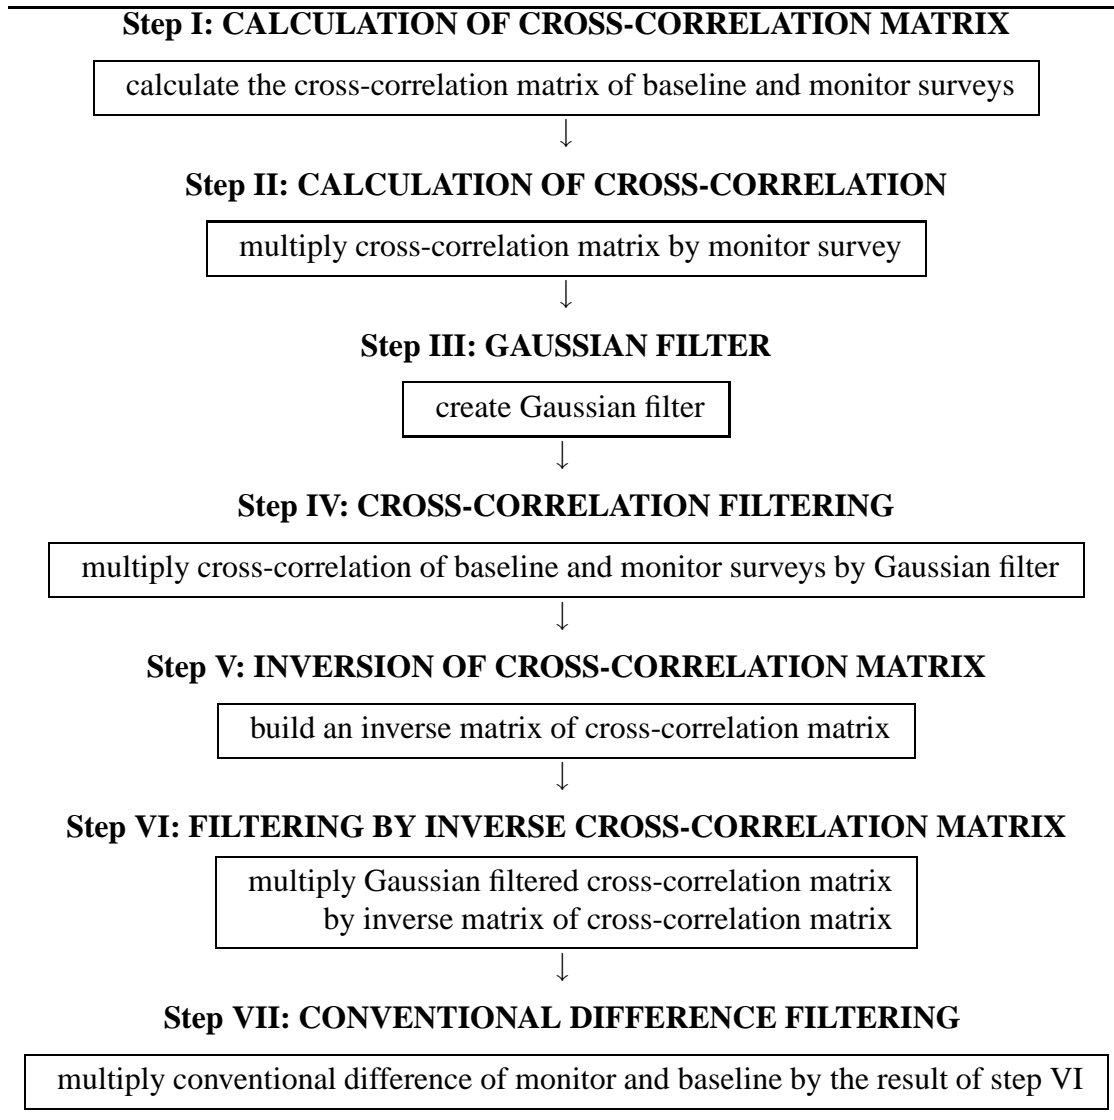 Step I: CALCULATION OF CROSS-CORRELATION MATRIX
calculate the cross-correlation matrix of baseline and monitor surveys
↓
Step II: CALCULATION OF CROSS-CORRELATION
multiply cross-correlation matrix by monitor survey
↓
Step III: GAUSSIAN FILTER
create Gaussian filter
↓
Step IV: CROSS-CORRELATION FILTERING
multiply cross-correlation of baseline and monitor surveys by Gaussian filter
↓
Step V: INVERSION OF CROSS-CORRELATION MATRIX
build an inverse matrix of cross-correlation matrix
↓
Step VI: FILTERING BY INVERSE CROSS-CORRELATION MATRIX
multiply Gaussian filtered cross-correlation matrix
by inverse matrix of cross-correlation matrix
↓
Step VII: CONVENTIONAL DIFFERENCE FILTERING
multiply conventional difference of monitor and baseline by the result of step VI